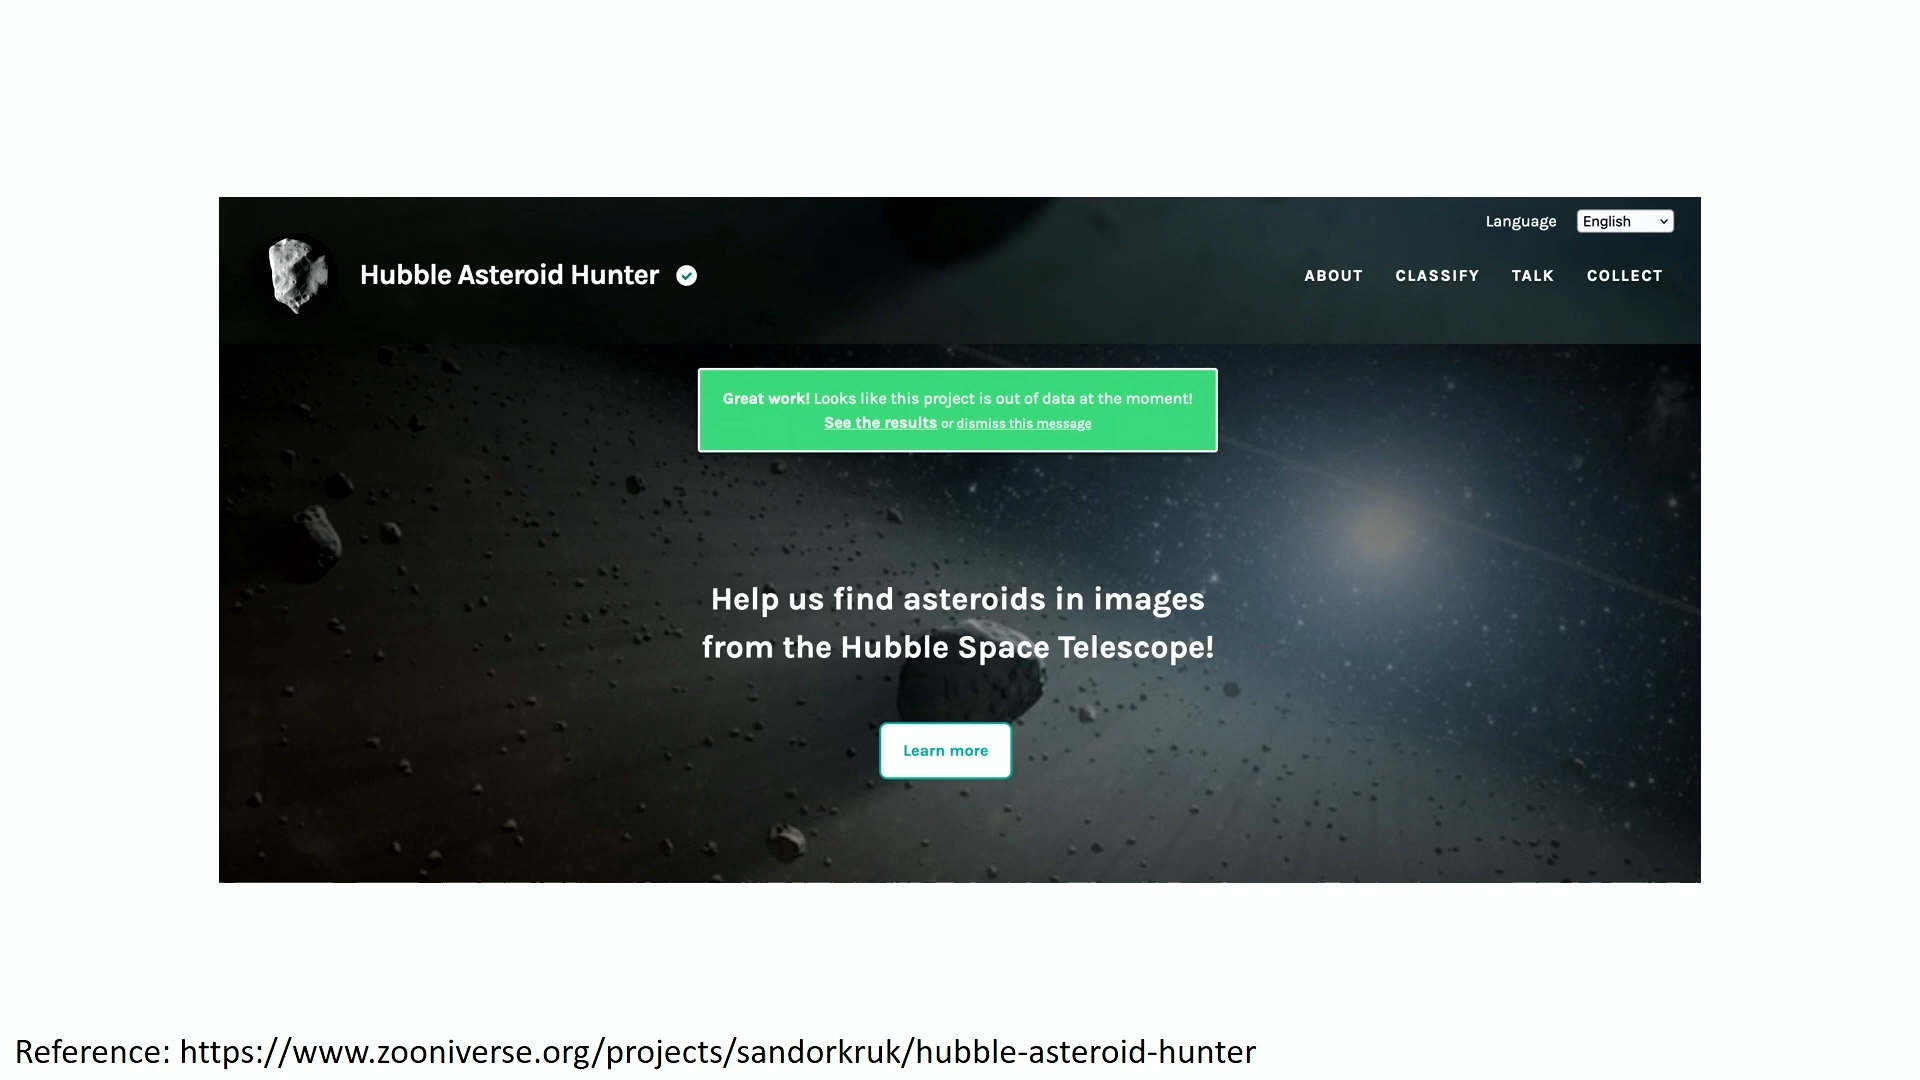 Language English
Hubble Asteroid Hunter
ABOUT CLASSIFY TALK COLLECT
Great work! Looks like this project is out of data at the moment!
See the results or dismiss this message
Help us find asteroids in images
from the Hubble Space Telescope!
Learn more
Reference: https://www.zooniverse.org/projects/sandorkruk/hubble-asteroid-hunter